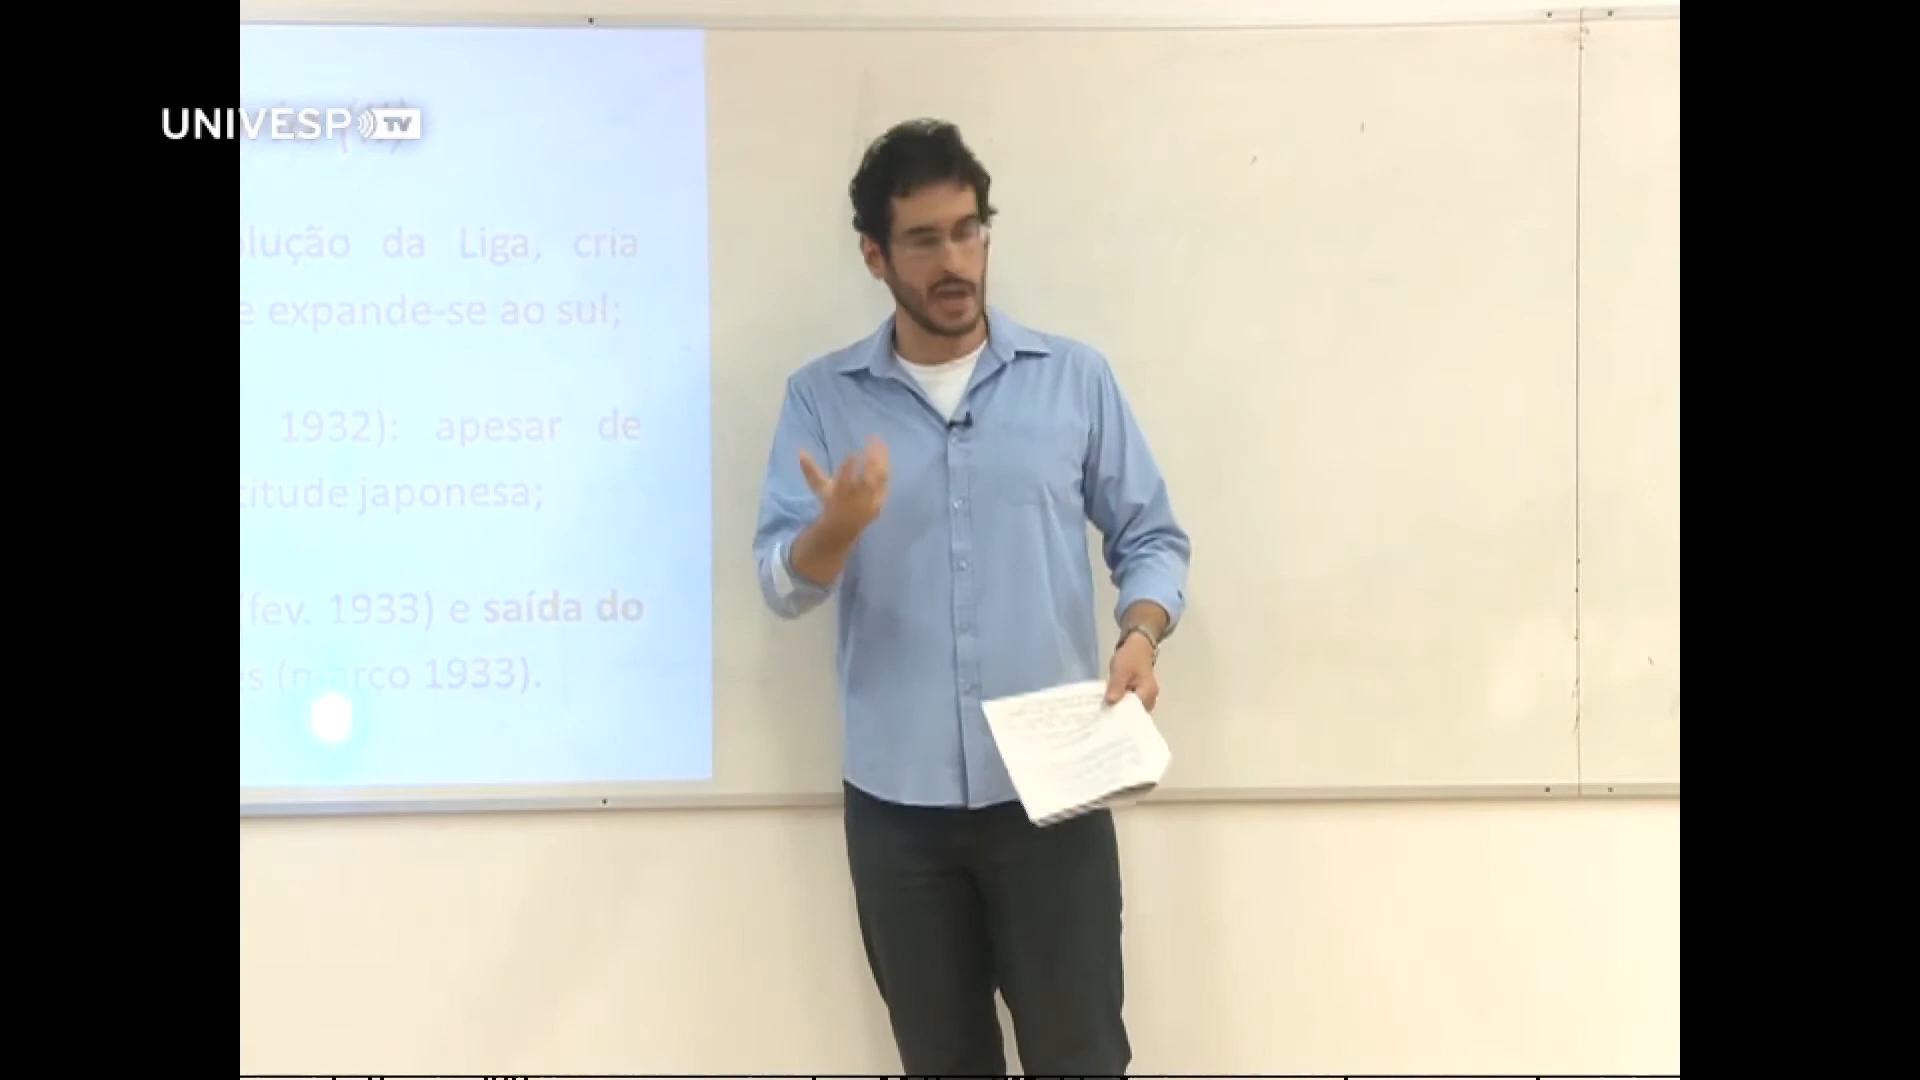 UNIVESP TV
lução da Liga, cria
e expande-se ao sul;
1932): apesar de
titude japonesa;
(fev. 1933) e saída do
s (março 1933).